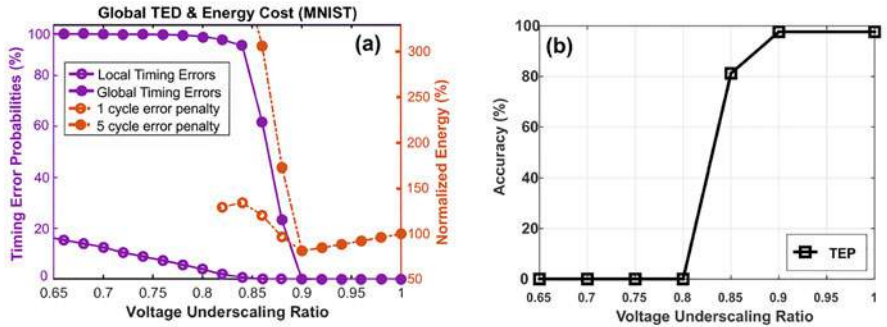 Global TED & Energy Cost (MNIST)
(a)
Timing Error Probabilities (%)
100
80
60
40
20
0
Local Timing Errors
Global Timing Errors
1 cycle error penalty
5 cycle error penalty
300
250
200
150
100
50
Normalized Energy (%)
0.65 0.7 0.75 0.8 0.85 0.9 0.95 1
Voltage Underscaling Ratio
(b)
Accuracy (%)
100
80
60
40
20
0
TEP
0.65 0.7 0.75 0.8 0.85 0.9 0.95 1
Voltage Underscaling Ratio